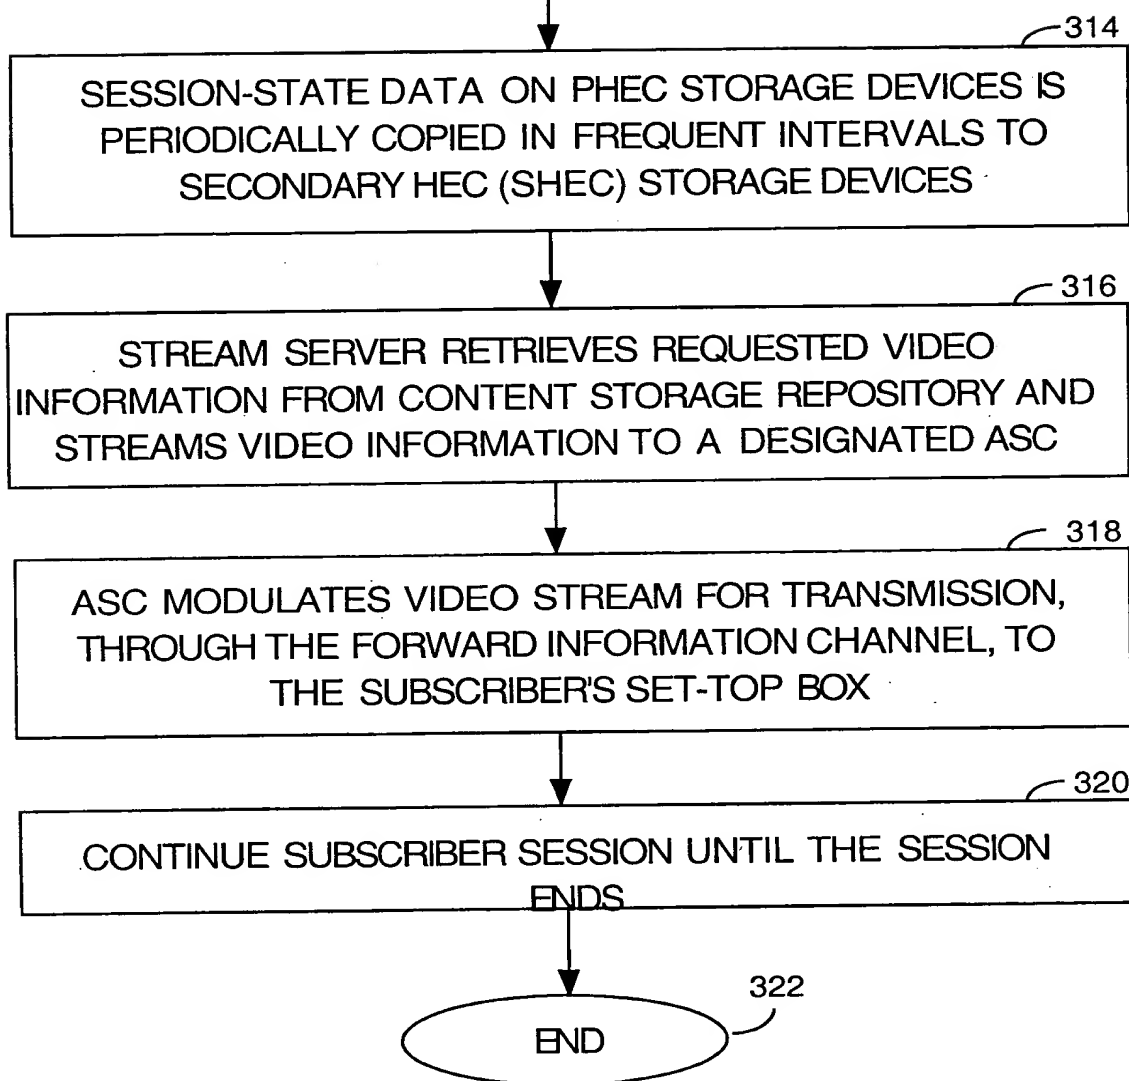 314
SESSION-STATE DATA ON PHEC STORAGE DEVICES IS
PERIODICALLY COPIED IN FREQUENT INTERVALS TO
SECONDARY HEC (SHEC) STORAGE DEVICES
316
STREAM SERVER RETRIEVES REQUESTED VIDEO
INFORMATION FROM CONTENT STORAGE REPOSITORY AND
STREAMS VIDEO INFORMATION TO A DESIGNATED ASC
318
ASC MODULATES VIDEO STREAM FOR TRANSMISSION,
THROUGH THE FORWARD INFORMATION CHANNEL, TO
THE SUBSCRIBER'S SET-TOP BOX
320
CONTINUE SUBSCRIBER SESSION UNTIL THE SESSION
ENDS
322
END